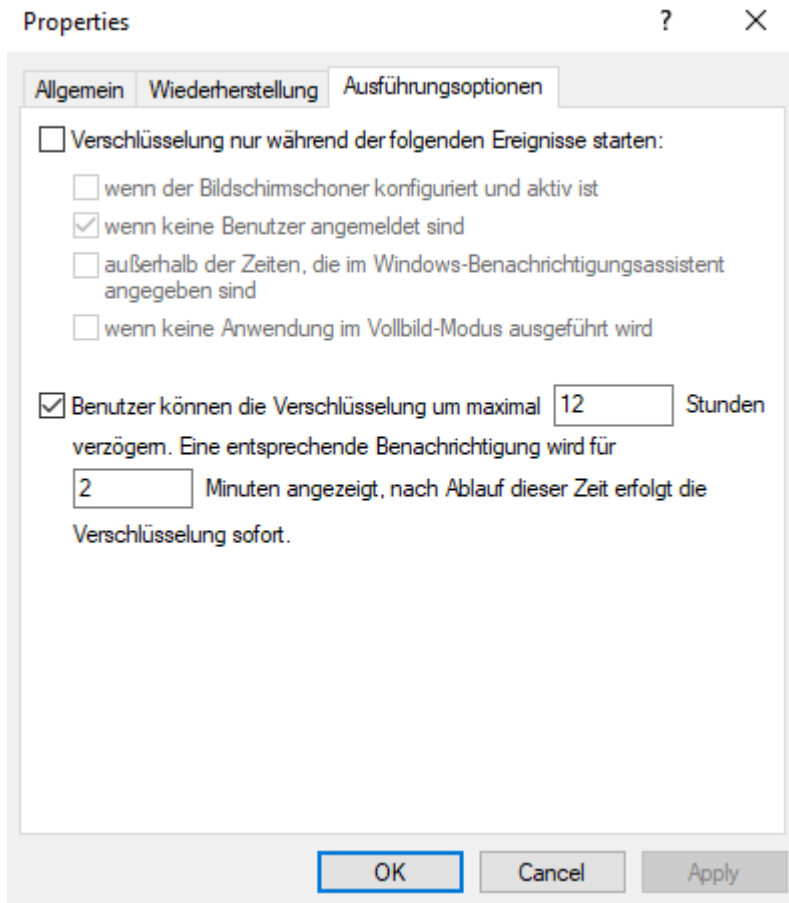 Properties
Allgemein Wiederherstellung Ausführungsoptionen
Verschlüsselung nur während der folgenden Ereignisse starten:
wenn der Bildschirmschoner konfiguriert und aktiv ist
wenn keine Benutzer angemeldet sind
außerhalb der Zeiten, die im Windows-Benachrichtigungsassistent
angegeben sind
wenn keine Anwendung im Vollbild-Modus ausgeführt wird
Benutzer können die Verschlüsselung um maximal 12 Stunden
verzögern. Eine entsprechende Benachrichtigung wird für
2 Minuten angezeigt, nach Ablauf dieser Zeit erfolgt die
Verschlüsselung sofort.
OK Cancel Apply